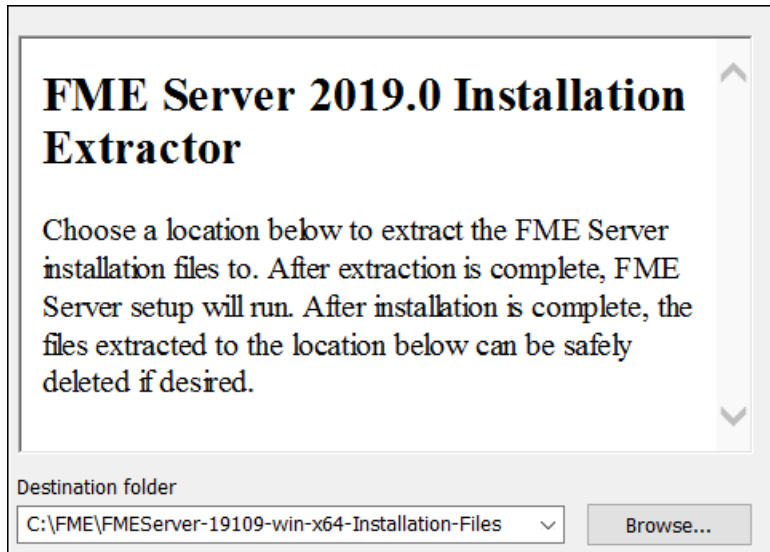 FME Server 2019.0 Installation
Extractor
Choose a location below to extract the FME Server
installation files to. After extraction is complete, FME
Server setup will run. After installation is complete, the
files extracted to the location below can be safely
deleted if desired.
Destination folder
C:\FME\FMEServer-19109-win-x64-Installation-Files
Browse...